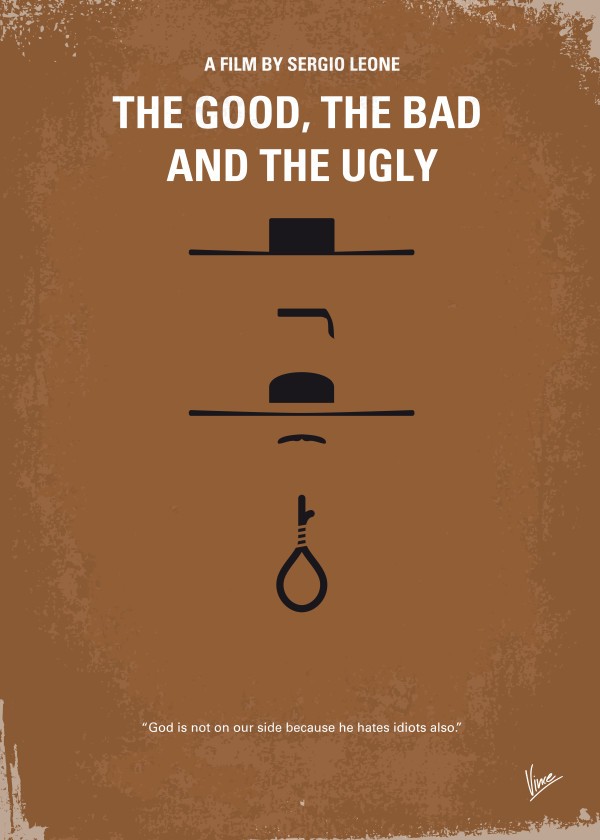 A FILM BY SERGIO LEONE
THE GOOD, THE BAD
AND THE UGLY
“God is not on our side because he hates idiots also.”
Vince